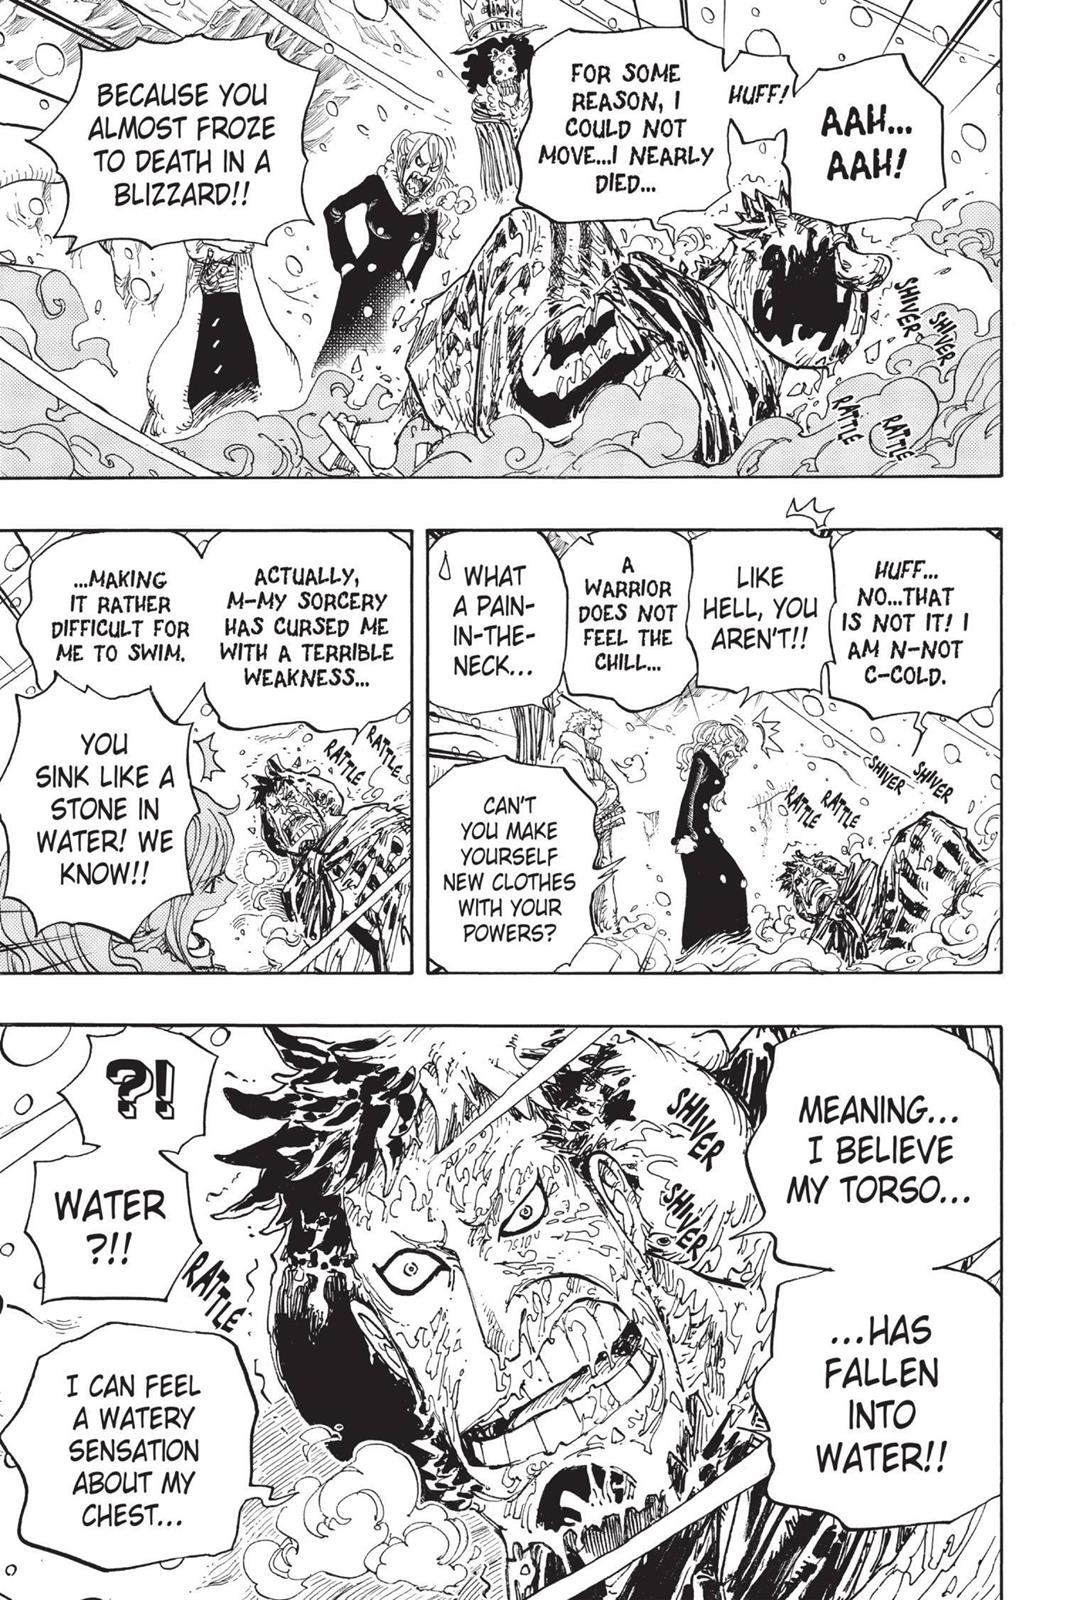 AAH...
AAH!
HUFF!
FOR SOME
REASON, I
COULD NOT
MOVE...I NEARLY
DIED...
BECAUSE YOU
ALMOST FROZE
TO DEATH IN A
BLIZZARD!!
SHIVER
SHIVER
RATTLE
RATTLE
HUFF...
NO...THAT
IS NOT IT! I
AM N-NOT
C-COLD.
LIKE
HELL, YOU
AREN'T!!
A
WARRIOR
DOES NOT
FEEL THE
CHILL...
WHAT
A PAIN-
IN-THE-
NECK...
CAN'T
YOU MAKE
YOURSELF
NEW CLOTHES
WITH YOUR
POWERS?
SHIVER
SHIVER
RATTLE
RATTLE
ACTUALLY,
M-MY SORCERY
HAS CURSED ME
WITH A TERRIBLE
WEAKNESS...
...MAKING
IT RATHER
DIFFICULT FOR
ME TO SWIM.
RATTLE
RATTLE
YOU
SINK LIKE A
STONE IN
WATER! WE
KNOW!!
MEANING...
I BELIEVE
MY TORSO...
...HAS
FALLEN
INTO
WATER!!
SHIVER
SHIVER
?!
WATER
?!!
RATTLE
I CAN FEEL
A WATERY
SENSATION
ABOUT MY
CHEST...